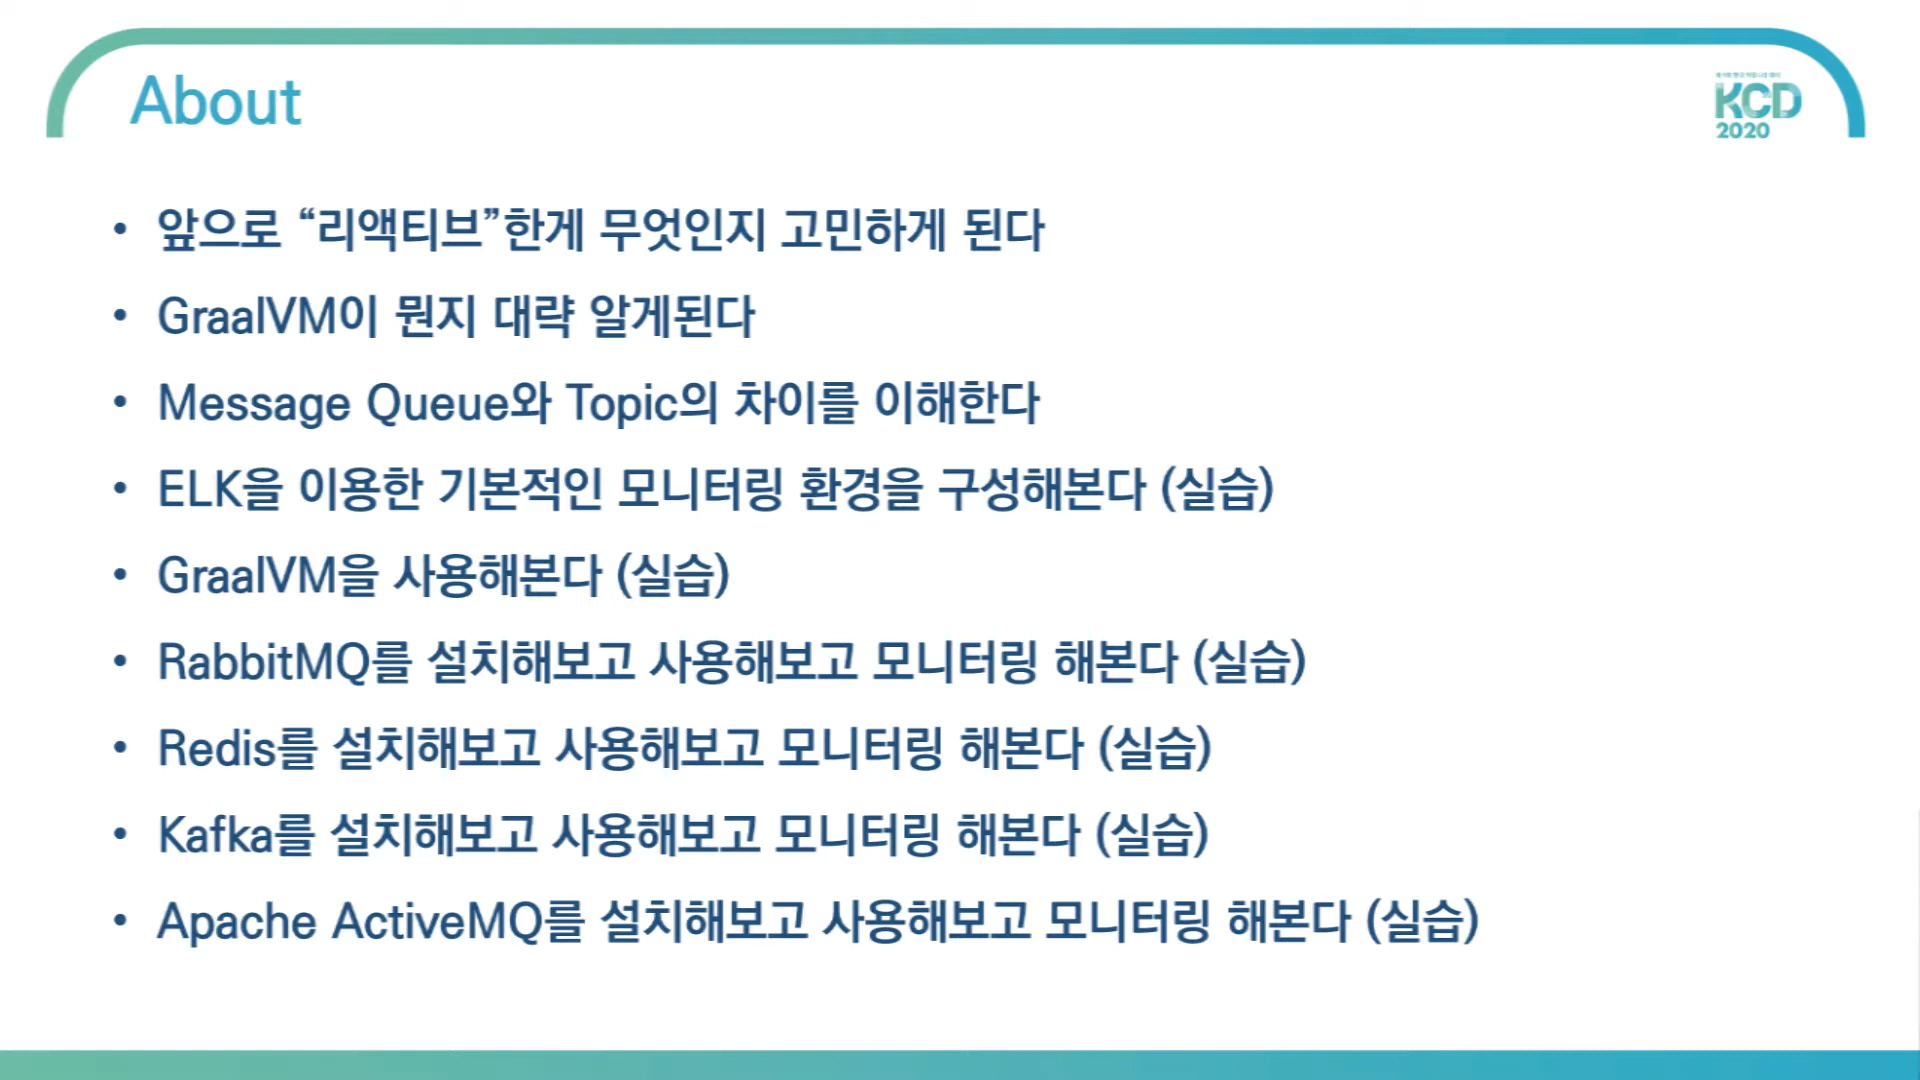 About
KCD
2020
• 앞으로 “리액티브”한게 무엇인지 고민하게 된다
• GraalVM이 뭔지 대략 알게된다
• Message Queue와 Topic의 차이를 이해한다
• ELK을 이용한 기본적인 모니터링 환경을 구성해본다 (실습)
• GraalVM을 사용해본다 (실습)
• RabbitMQ를 설치해보고 사용해보고 모니터링 해본다 (실습)
• Redis를 설치해보고 사용해보고 모니터링 해본다 (실습)
• Kafka를 설치해보고 사용해보고 모니터링 해본다 (실습)
• Apache ActiveMQ를 설치해보고 사용해보고 모니터링 해본다 (실습)